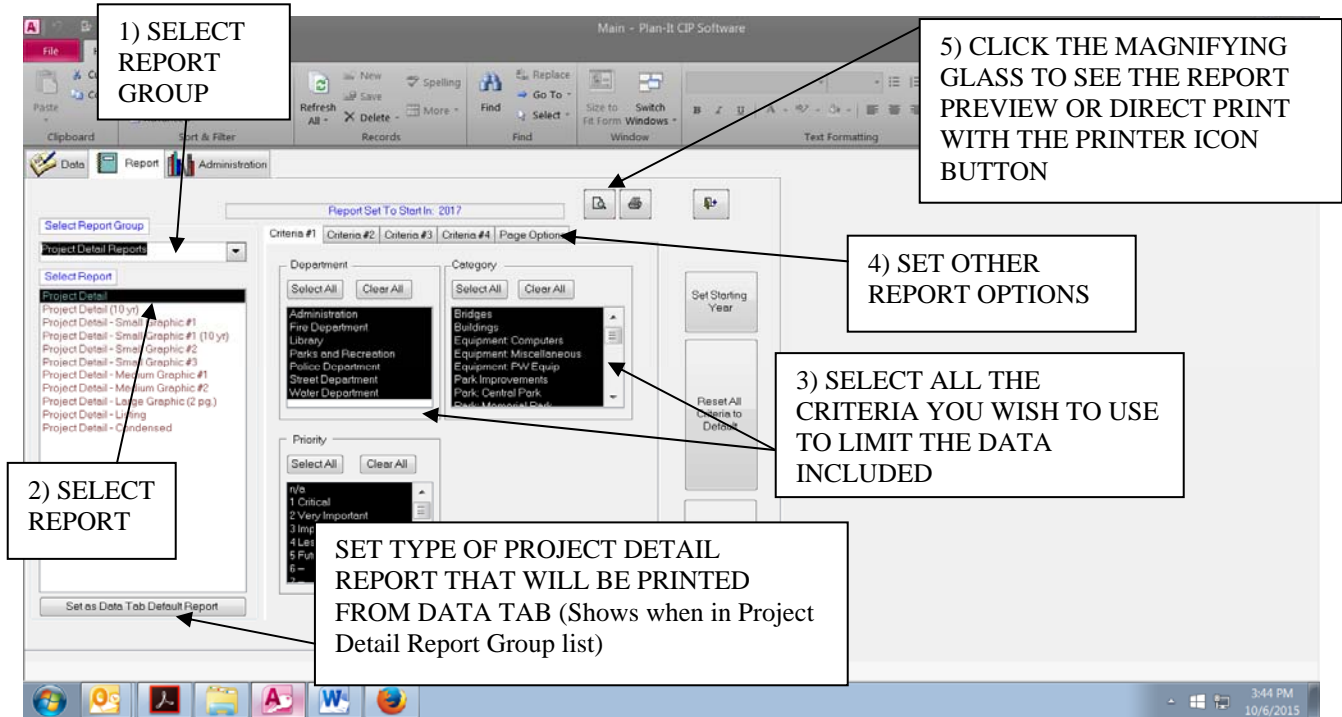 Main - Plan-It CIP Software
File
1) SELECT
REPORT
GROUP
5) CLICK THE MAGNIFYING
GLASS TO SEE THE REPORT
PREVIEW OR DIRECT PRINT
WITH THE PRINTER ICON
BUTTON
Paste
Clipboard
Sort & Filter
Refresh
All
New
Save
Delete
Spelling
More
Records
Find
Replace
Go To
Select
Find
Size to
Fit Form
Switch
Windows
Window
B I U
Text Formatting
Data
Report
Administration
Report Set To Start In: 2017
Select Report Group
Project Detail Reports
Select Report
Project Detail
Project Detail (10 yr)
Project Detail - Small Graphic #1
Project Detail - Small Graphic #1 (10 yr)
Project Detail - Small Graphic #2
Project Detail - Small Graphic #3
Project Detail - Medium Graphic #1
Project Detail - Medium Graphic #2
Project Detail - Large Graphic (2 pg.)
Project Detail - Listing
Project Detail - Condensed
2) SELECT
REPORT
Set as Data Tab Default Report
Criteria #1
Criteria #2
Criteria #3
Criteria #4
Page Options
Department
Select All
Clear All
Administration
Fire Department
Library
Parks and Recreation
Police Department
Street Department
Water Department
Category
Select All
Clear All
Bridges
Buildings
Equipment: Computers
Equipment: Miscellaneous
Equipment: PW Equip
Park Improvements
Park: Central Park
Park: Memorial Park
Priority
Select All
Clear All
n/a
1 Critical
2 Very Important
3 Imp
4 Les
5 Fut
6 --
Set Starting
Year
Reset All
Criteria to
Default
4) SET OTHER
REPORT OPTIONS
3) SELECT ALL THE
CRITERIA YOU WISH TO USE
TO LIMIT THE DATA
INCLUDED
SET TYPE OF PROJECT DETAIL
REPORT THAT WILL BE PRINTED
FROM DATA TAB (Shows when in Project
Detail Report Group list)
3:44 PM
10/6/2015